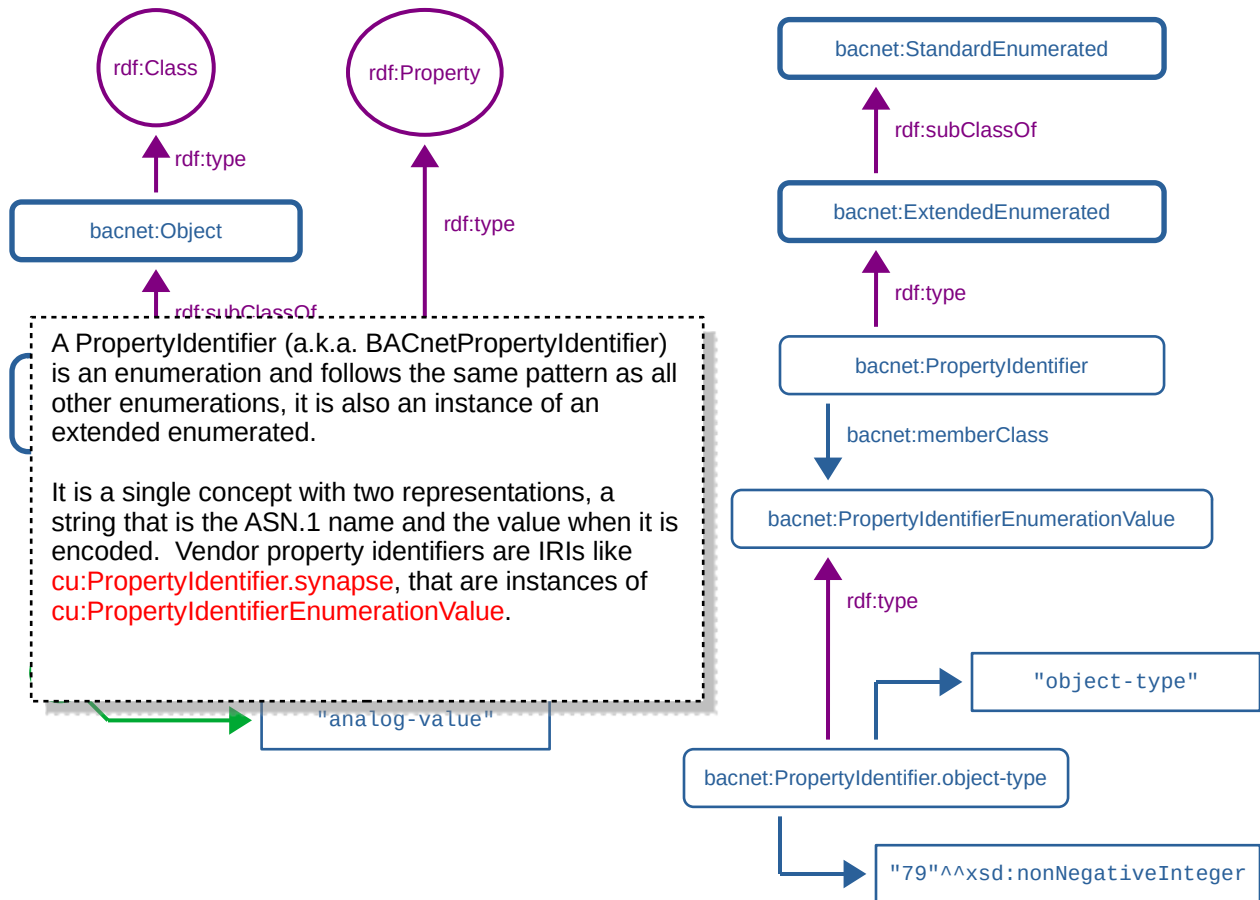 rdf:Class
rdf:Property
rdf:type
bacnet:Object
rdf:type
rdf:subClassOf
A PropertyIdentifier (a.k.a. BACnetPropertyIdentifier)
is an enumeration and follows the same pattern as all
other enumerations, it is also an instance of an
extended enumerated.
It is a single concept with two representations, a
string that is the ASN.1 name and the value when it is
encoded.  Vendor property identifiers are IRIs like
cu:PropertyIdentifier.synapse, that are instances of
cu:PropertyIdentifierEnumerationValue.
"analog-value"
bacnet:StandardEnumerated
rdf:subClassOf
bacnet:ExtendedEnumerated
rdf:type
bacnet:PropertyIdentifier
bacnet:memberClass
bacnet:PropertyIdentifierEnumerationValue
rdf:type
"object-type"
bacnet:PropertyIdentifier.object-type
"79"^^xsd:nonNegativeInteger